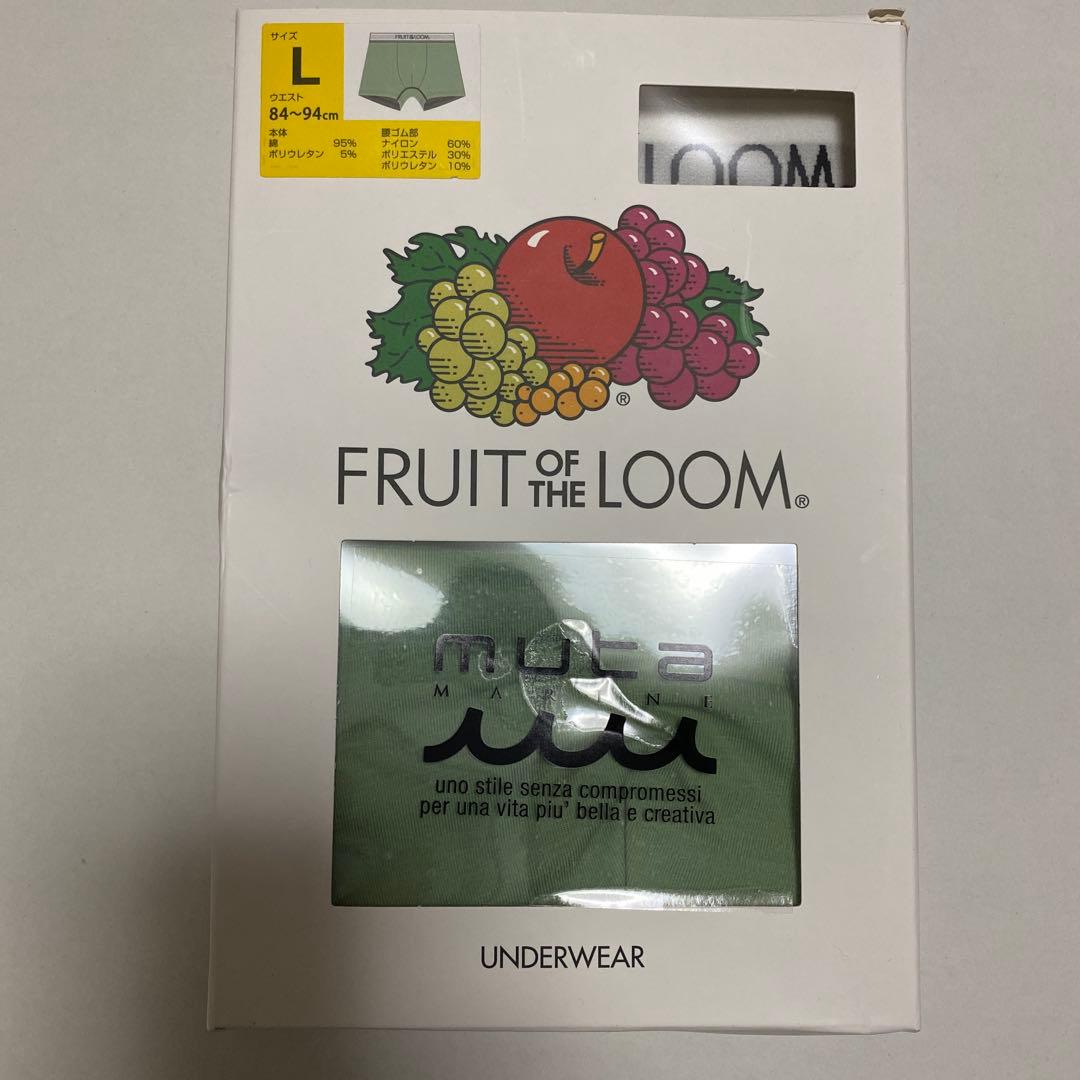 サイズ
L
ウエスト
84～94cm
本体
綿 95%
ポリウレタン 5%
腰ゴム部
ナイロン 60%
ポリエステル 30%
ポリウレタン 10%
FRUIT OF THE LOOM
LOOM
®
FRUIT OF THE LOOM®
muta
MARINE
uno stile senza compromessi
per una vita piu' bella e creativa
UNDERWEAR